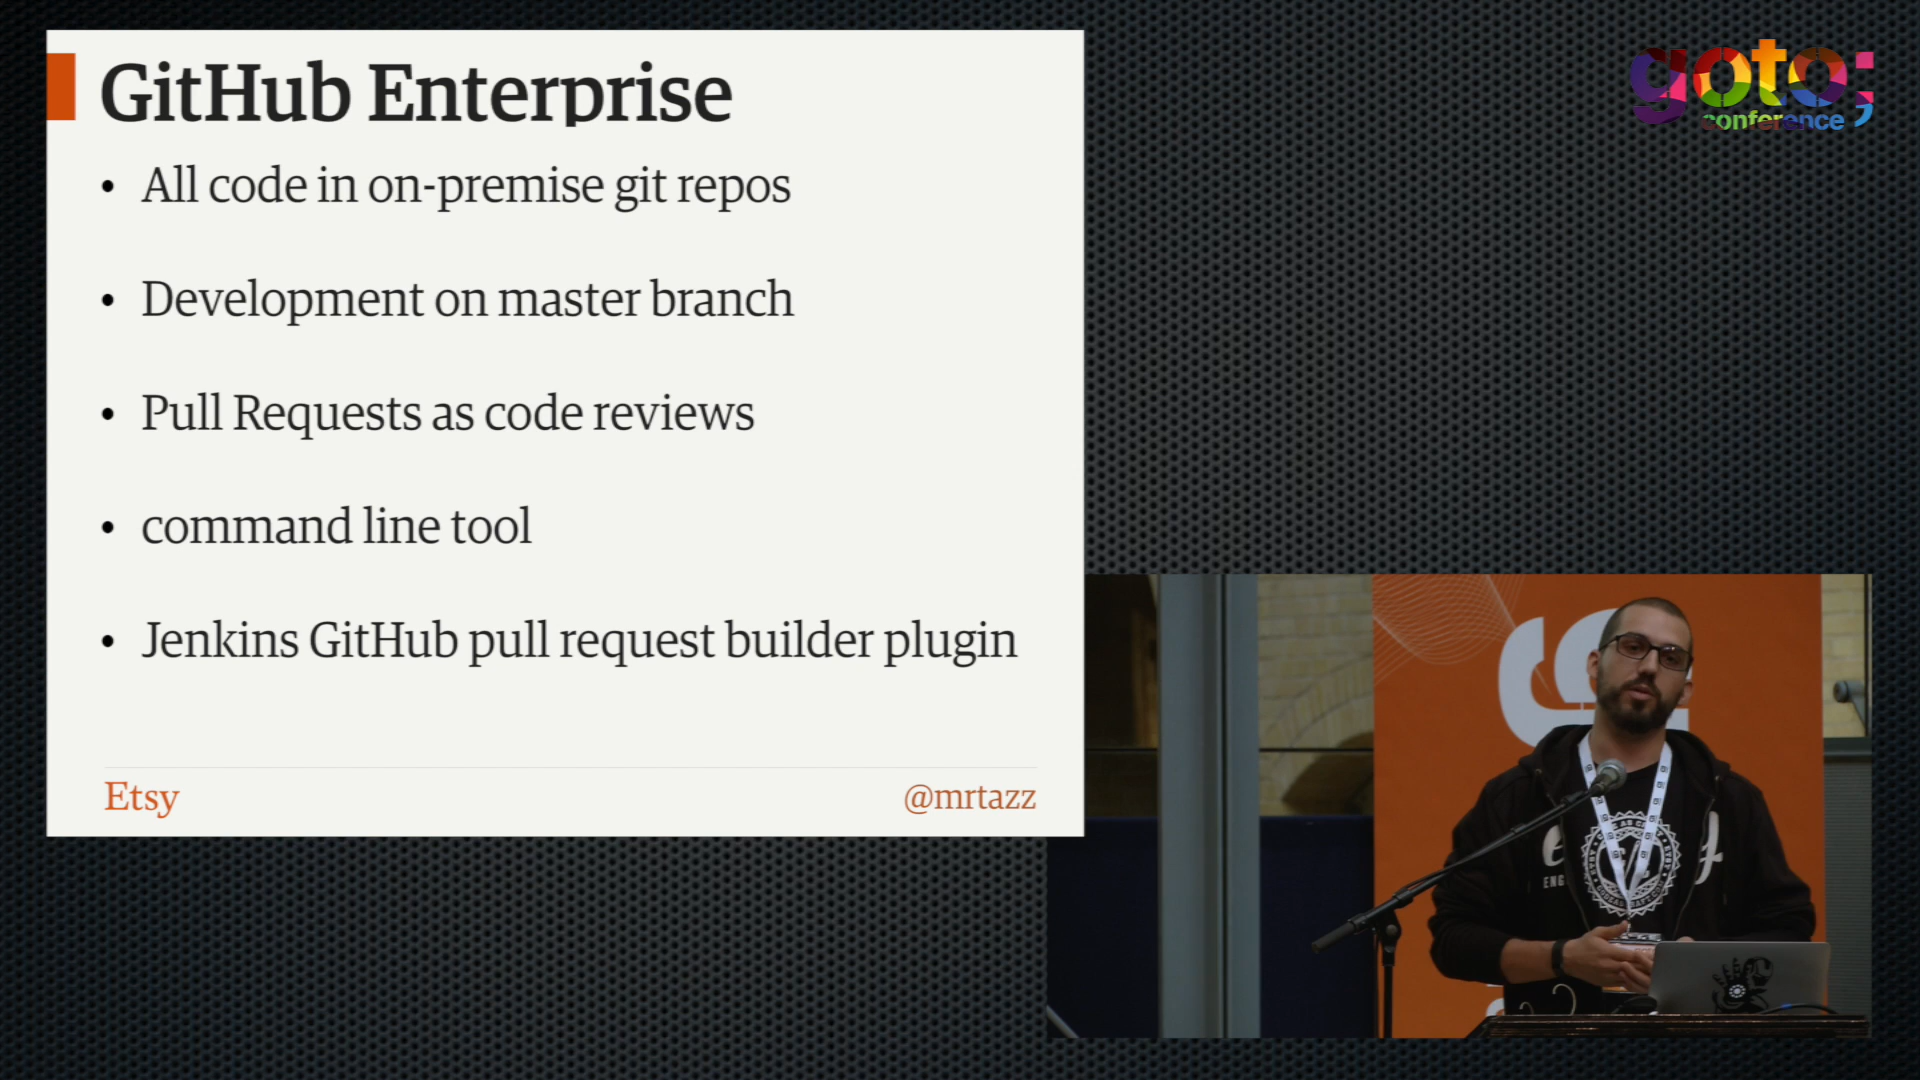 GitHub Enterprise
goto;
conference
• All code in on-premise git repos
• Development on master branch
• Pull Requests as code reviews
• command line tool
• Jenkins GitHub pull request builder plugin
Etsy
@mrtazz